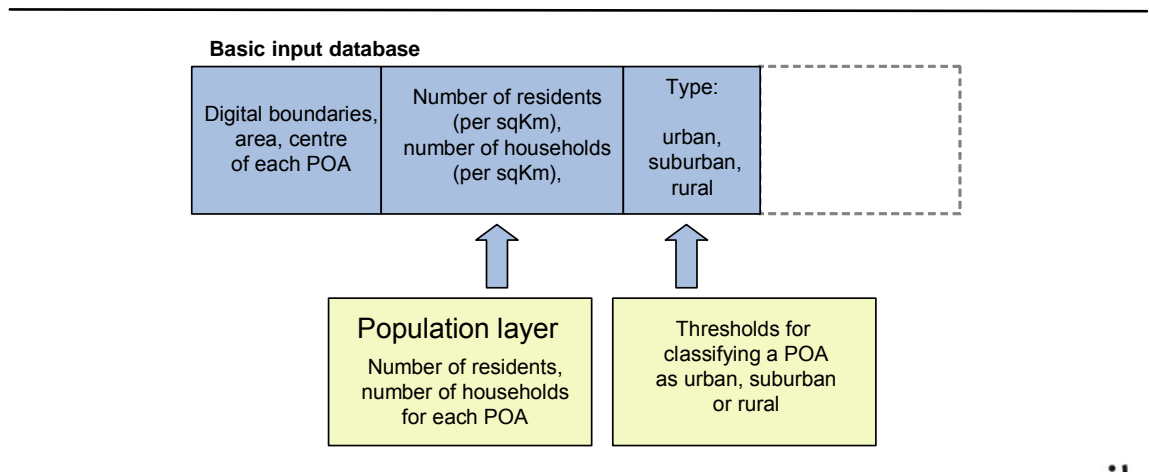 Basic input database
Digital boundaries,
area, centre
of each POA
Number of residents
(per sqKm),
number of households
(per sqKm),
Type:
urban,
suburban,
rural
Population layer
Number of residents,
number of households
for each POA
Thresholds for
classifying a POA
as urban, suburban
or rural